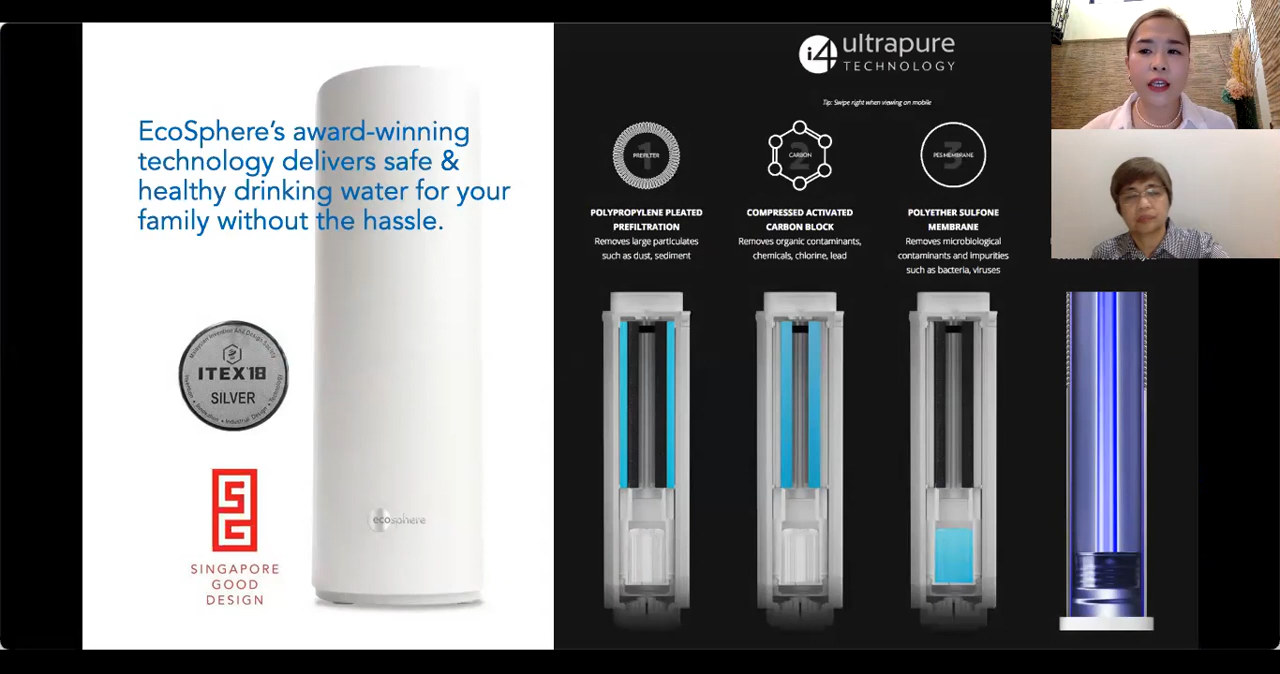 EcoSphere's award-winning
technology delivers safe &
healthy drinking water for your
family without the hassle.
ITEX'18
SILVER
SINGAPORE
GOOD
DESIGN
ecosphere
i4 ultrapure
TECHNOLOGY
Tip: Swipe right when viewing on mobile
1
PREFILTER
2
CARBON
3
PES MEMBRANE
POLYPROPYLENE PLEATED
PREFILTRATION
Removes large particulates
such as dust, sediment
COMPRESSED ACTIVATED
CARBON BLOCK
Removes organic contaminants,
chemicals, chlorine, lead
POLYETHER SULFONE
MEMBRANE
Removes microbiological
contaminants and impurities
such as bacteria, viruses